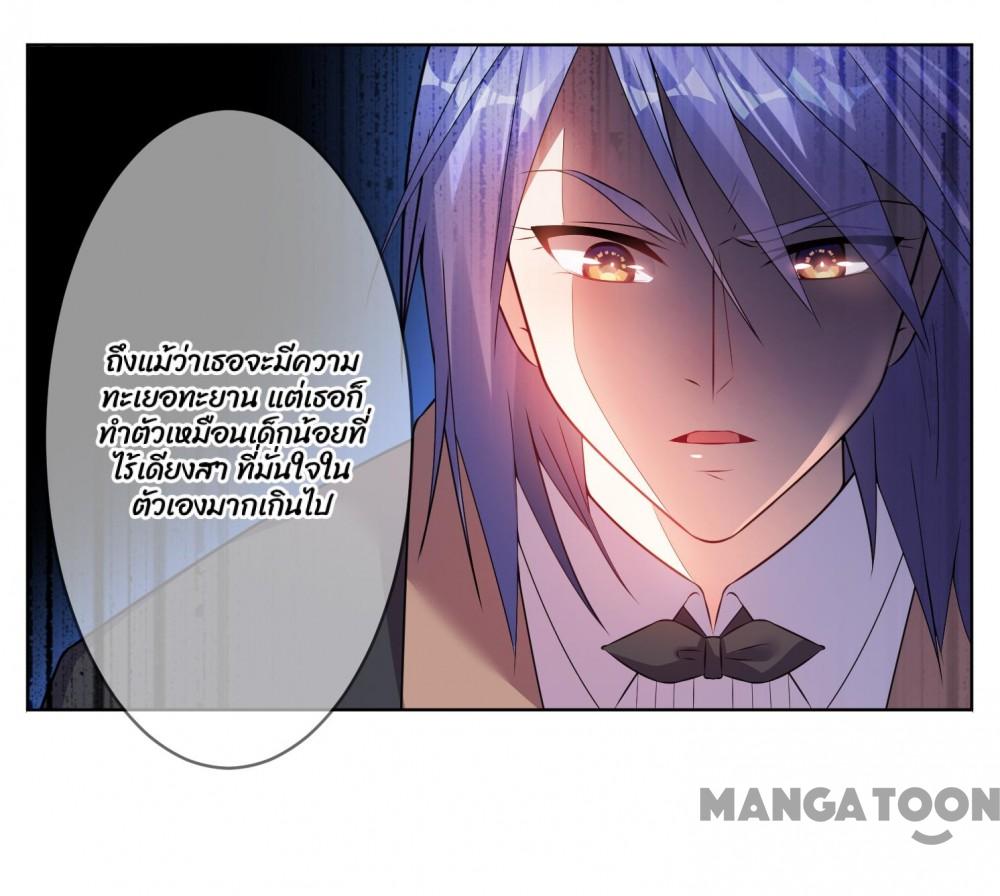 ถึงแม้ว่าเธอจะมีความ
ทะเยอทะยาน แต่เธอก็
ทำตัวเหมือนเด็กน้อยที่
ไร้เดียงสา ที่มั่นใจใน
ตัวเองมากเกินไป
MANGATOON